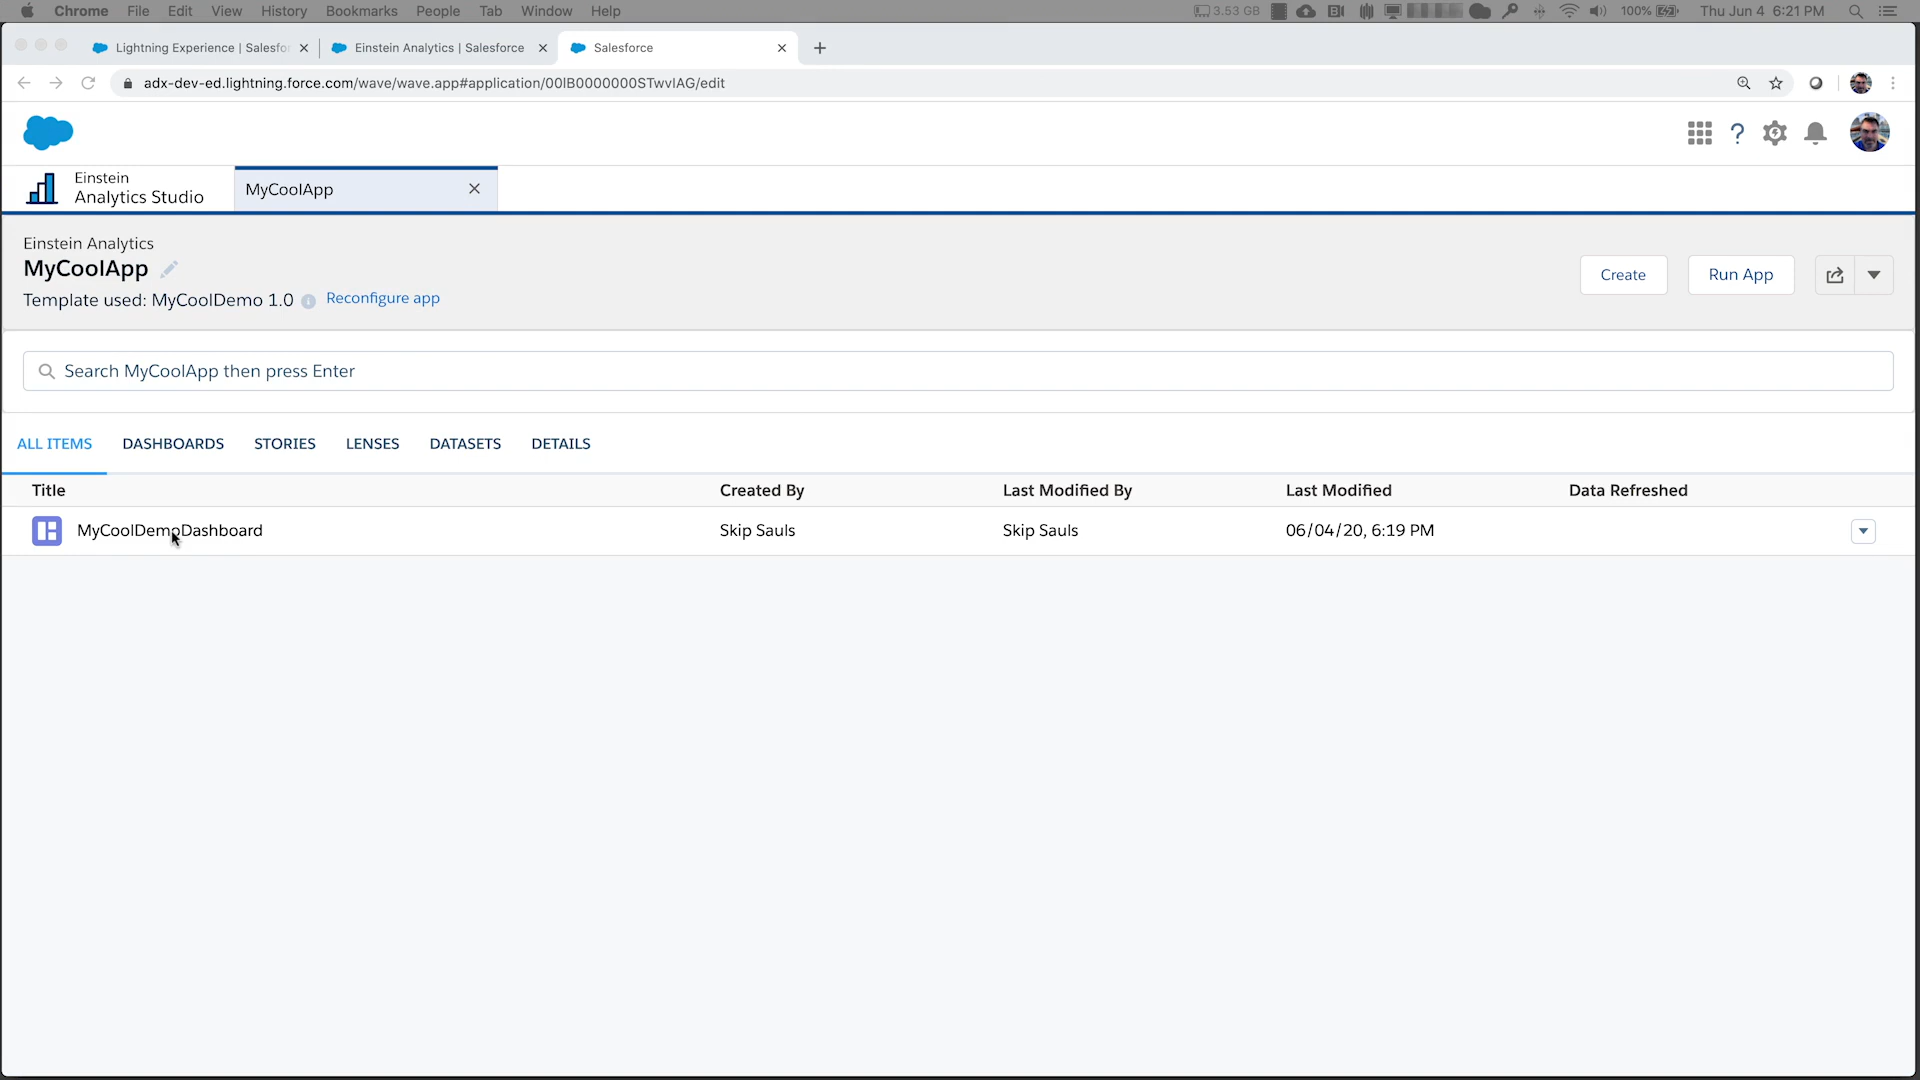 Chrome File Edit View History Bookmarks People Tab Window Help 3.53 GB 100% Thu Jun 4 6:21 PM
Lightning Experience | Salesfo
Einstein Analytics | Salesforce
Salesforce
adx-dev-ed.lightning.force.com/wave/wave.app#application/00lB0000000STwvIAG/edit
Einstein
Analytics Studio
MyCoolApp
Einstein Analytics
MyCoolApp
Template used: MyCoolDemo 1.0 Reconfigure app
Create Run App
Search MyCoolApp then press Enter
ALL ITEMS DASHBOARDS STORIES LENSES DATASETS DETAILS
Title Created By Last Modified By Last Modified Data Refreshed
MyCoolDemoDashboard Skip Sauls Skip Sauls 06/04/20, 6:19 PM